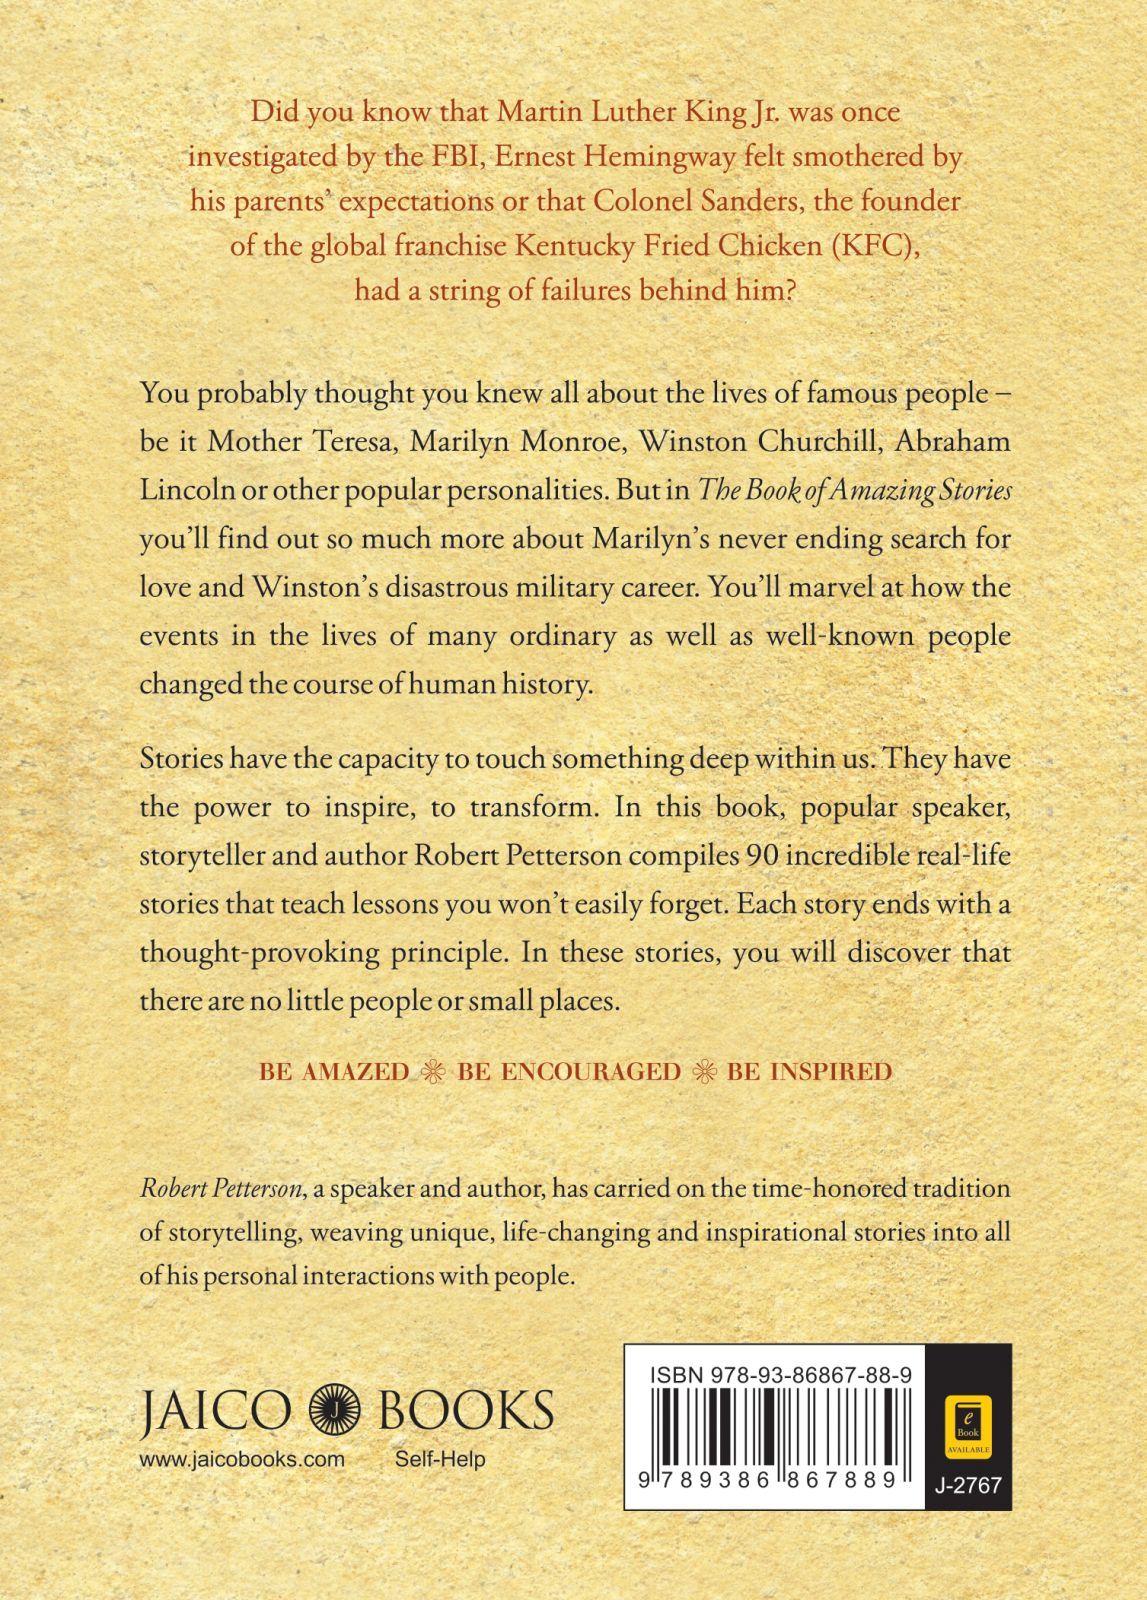 Did you know that Martin Luther King Jr. was once
investigated by the FBI, Ernest Hemingway felt smothered by
his parents’ expectations or that Colonel Sanders, the founder
of the global franchise Kentucky Fried Chicken (KFC),
had a string of failures behind him?
You probably thought you knew all about the lives of famous people –
be it Mother Teresa, Marilyn Monroe, Winston Churchill, Abraham
Lincoln or other popular personalities. But in The Book of Amazing Stories
you’ll find out so much more about Marilyn’s never ending search for
love and Winston’s disastrous military career. You’ll marvel at how the
events in the lives of many ordinary as well as well-known people
changed the course of human history.
Stories have the capacity to touch something deep within us. They have
the power to inspire, to transform. In this book, popular speaker,
storyteller and author Robert Petterson compiles 90 incredible real-life
stories that teach lessons you won’t easily forget. Each story ends with a
thought-provoking principle. In these stories, you will discover that
there are no little people or small places.
BE AMAZED ❋ BE ENCOURAGED ❋ BE INSPIRED
Robert Petterson, a speaker and author, has carried on the time-honored tradition
of storytelling, weaving unique, life-changing and inspirational stories into all
of his personal interactions with people.
JAICO J BOOKS
www.jaicobooks.com Self-Help
ISBN 978-93-86867-88-9
9 789386 867889
e
Book
AVAILABLE
J-2767